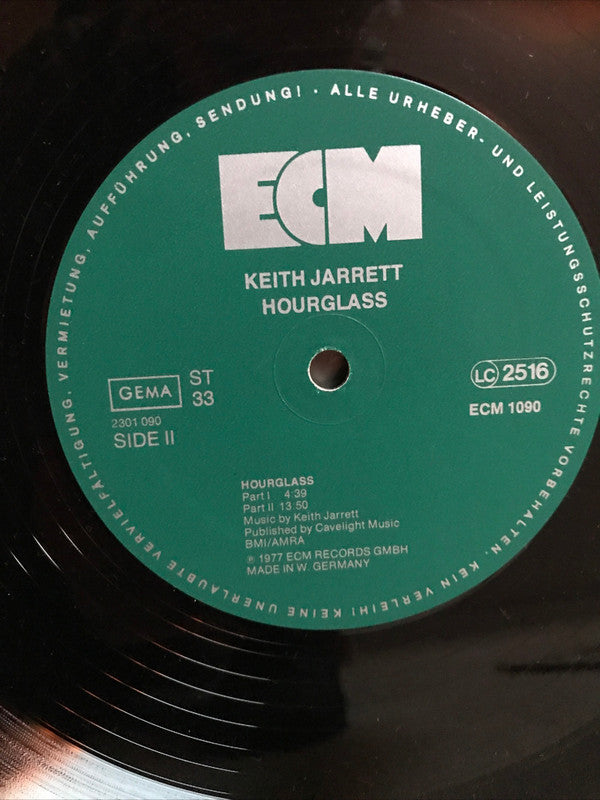 ALLE URHEBER- UND LEISTUNGSSCHUTZRECHTE VORBEHALTEN. KEIN VERLEIH! KEINE UNERLAUBTE VERVIELFÄLTIGUNG, VERMIETUNG, AUFFÜHRUNG, SENDUNG! ·
ECM
KEITH JARRETT
HOURGLASS
GEMA
ST
33
LC 2516
2301 090
SIDE II
ECM 1090
HOURGLASS
Part I 4:39
Part II 13:50
Music by Keith Jarrett
Published by Cavelight Music
BMI/AMRA
℗ 1977 ECM RECORDS GMBH
MADE IN W. GERMANY